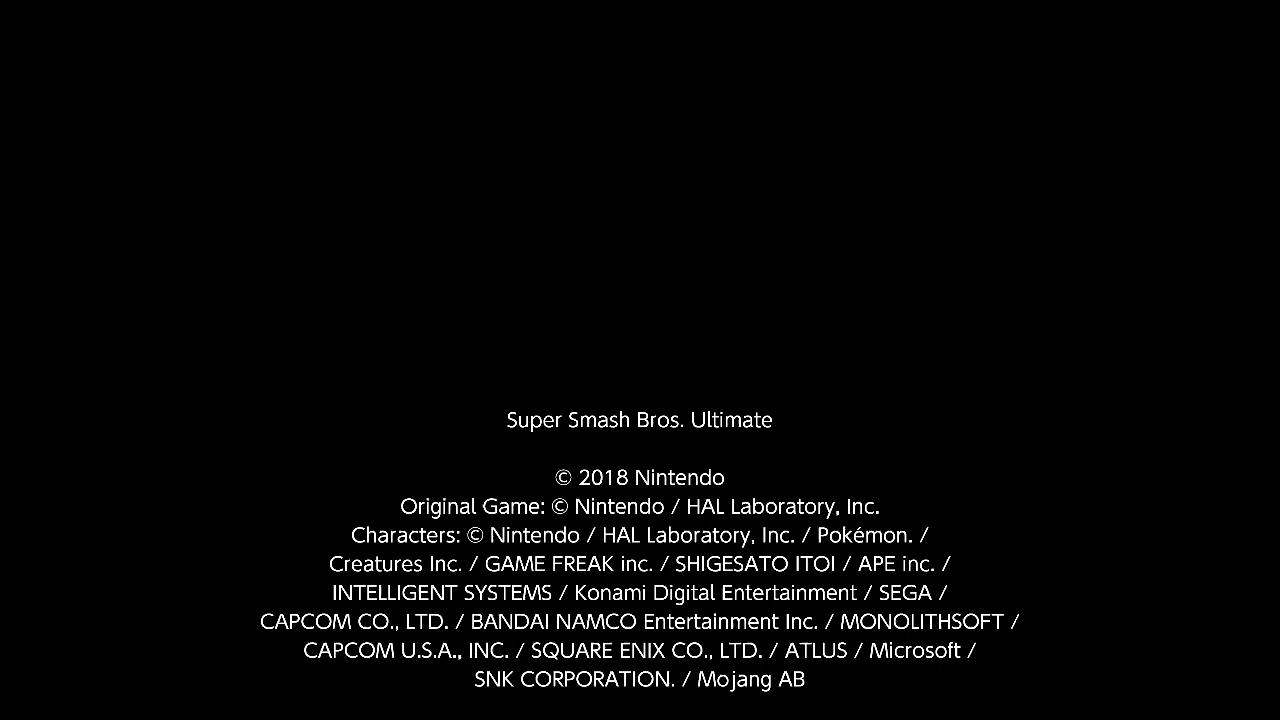 Super Smash Bros. Ultimate
© 2018 Nintendo
Original Game: © Nintendo / HAL Laboratory, Inc.
Characters: © Nintendo / HAL Laboratory, Inc. / Pokémon. /
Creatures Inc. / GAME FREAK inc. / SHIGESATO ITOI / APE inc. /
INTELLIGENT SYSTEMS / Konami Digital Entertainment / SEGA /
CAPCOM CO., LTD. / BANDAI NAMCO Entertainment Inc. / MONOLITHSOFT /
CAPCOM U.S.A., INC. / SQUARE ENIX CO., LTD. / ATLUS / Microsoft /
SNK CORPORATION. / Mojang AB